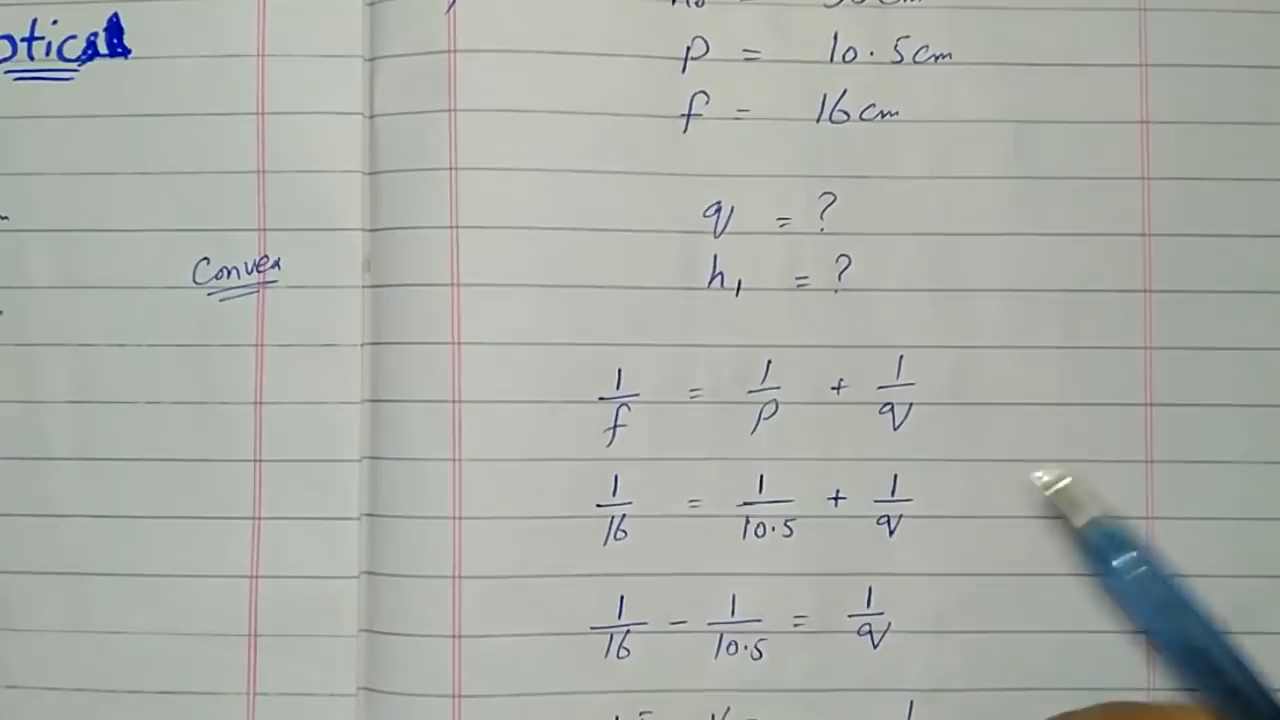 p = 10.5cm
f = 16cm
q = ?
h₁ = ?
Convex
1/f = 1/p + 1/q
1/16 = 1/10.5 + 1/q
1/16 - 1/10.5 = 1/q